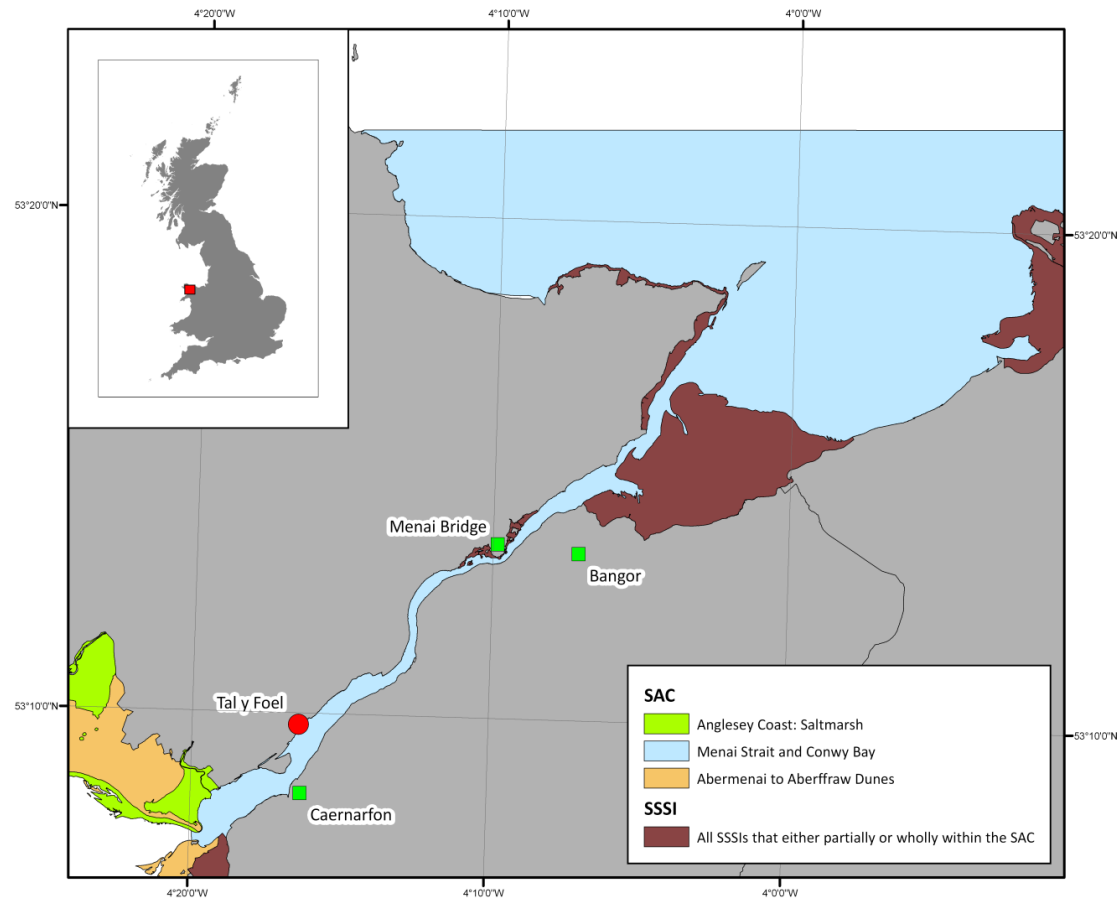 4°20'0"W
4°10'0"W
4°0'0"W
53°20'0"N
53°20'0"N
Menai Bridge
Bangor
Tal y Foel
53°10'0"N
53°10'0"N
Caernarfon
SAC
Anglesey Coast: Saltmarsh
Menai Strait and Conwy Bay
Abermenai to Aberffraw Dunes
SSSI
All SSSIs that either partially or wholly within the SAC
4°20'0"W
4°10'0"W
4°0'0"W